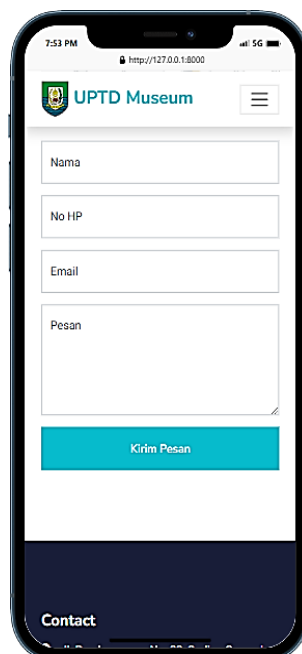 7:53 PM
5G
http://127.0.0.1:8000
UPTD Museum
Nama
No HP
Email
Pesan
Kirim Pesan
Contact